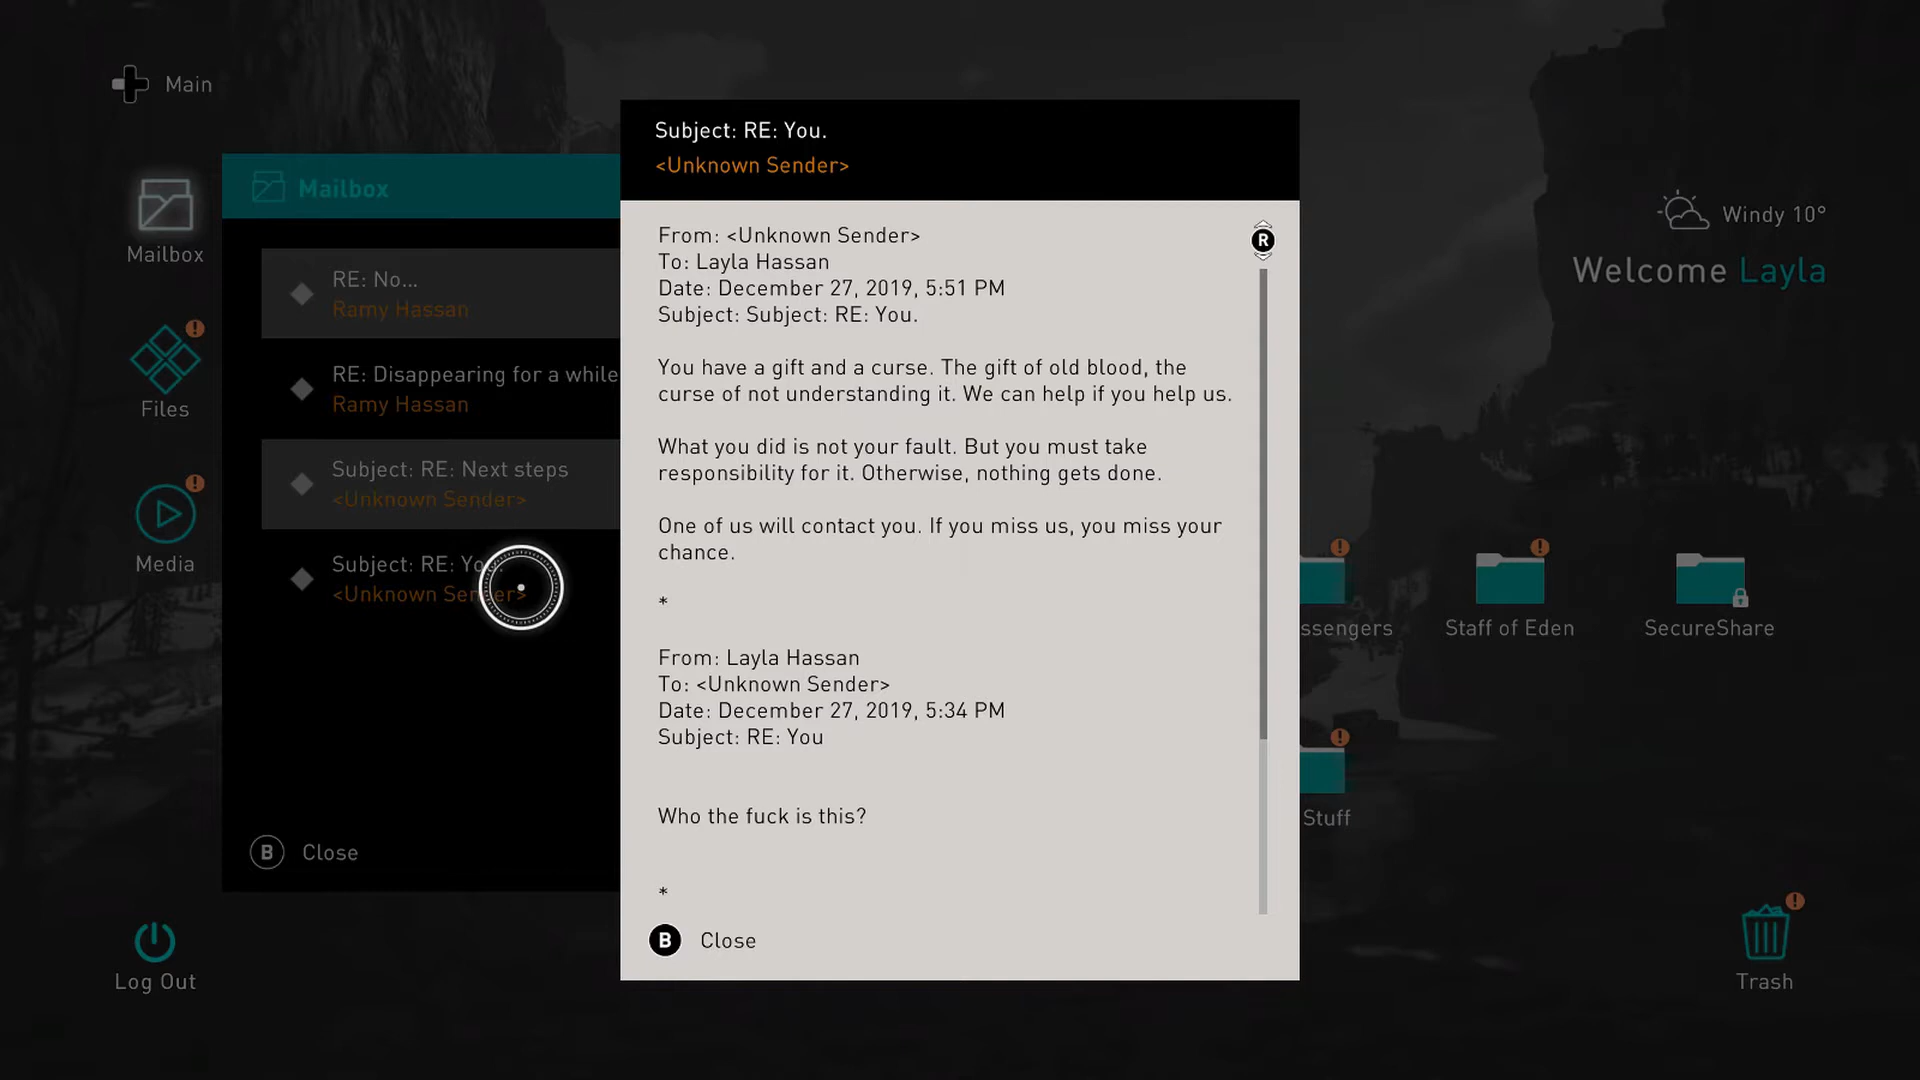 Main
Mailbox
Files
Media
Log Out
Mailbox
RE: No...
Ramy Hassan
RE: Disappearing for a while
Ramy Hassan
Subject: RE: Next steps
<Unknown Sender>
Subject: RE: You.
<Unknown Sender>
B Close
Subject: RE: You.
<Unknown Sender>
R
From: <Unknown Sender>
To: Layla Hassan
Date: December 27, 2019, 5:51 PM
Subject: Subject: RE: You.
You have a gift and a curse. The gift of old blood, the
curse of not understanding it. We can help if you help us.
What you did is not your fault. But you must take
responsibility for it. Otherwise, nothing gets done.
One of us will contact you. If you miss us, you miss your
chance.
*
From: Layla Hassan
To: <Unknown Sender>
Date: December 27, 2019, 5:34 PM
Subject: RE: You
Who the fuck is this?
*
B Close
Windy 10°
Welcome Layla
ssengers
Staff of Eden
SecureShare
Stuff
Trash